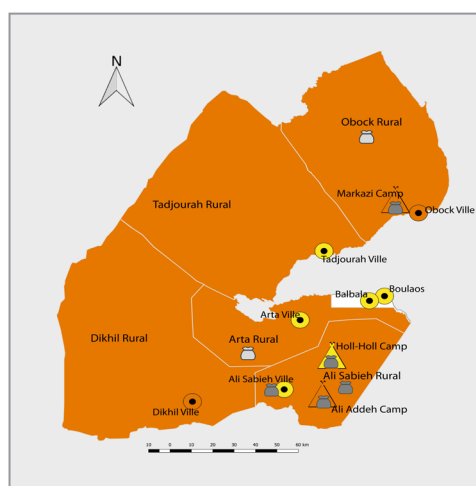 N
Obock Rural
Markazi Camp
Obock Ville
Tadjourah Rural
Tadjourah Ville
Balbala
Boulaos
Arta Ville
Dikhil Rural
Arta Rural
Holl-Holl Camp
Ali Sabieh Ville
Ali Sabieh Rural
Dikhil Ville
Ali Addeh Camp
10 0 10 20 30 40 50 60 km